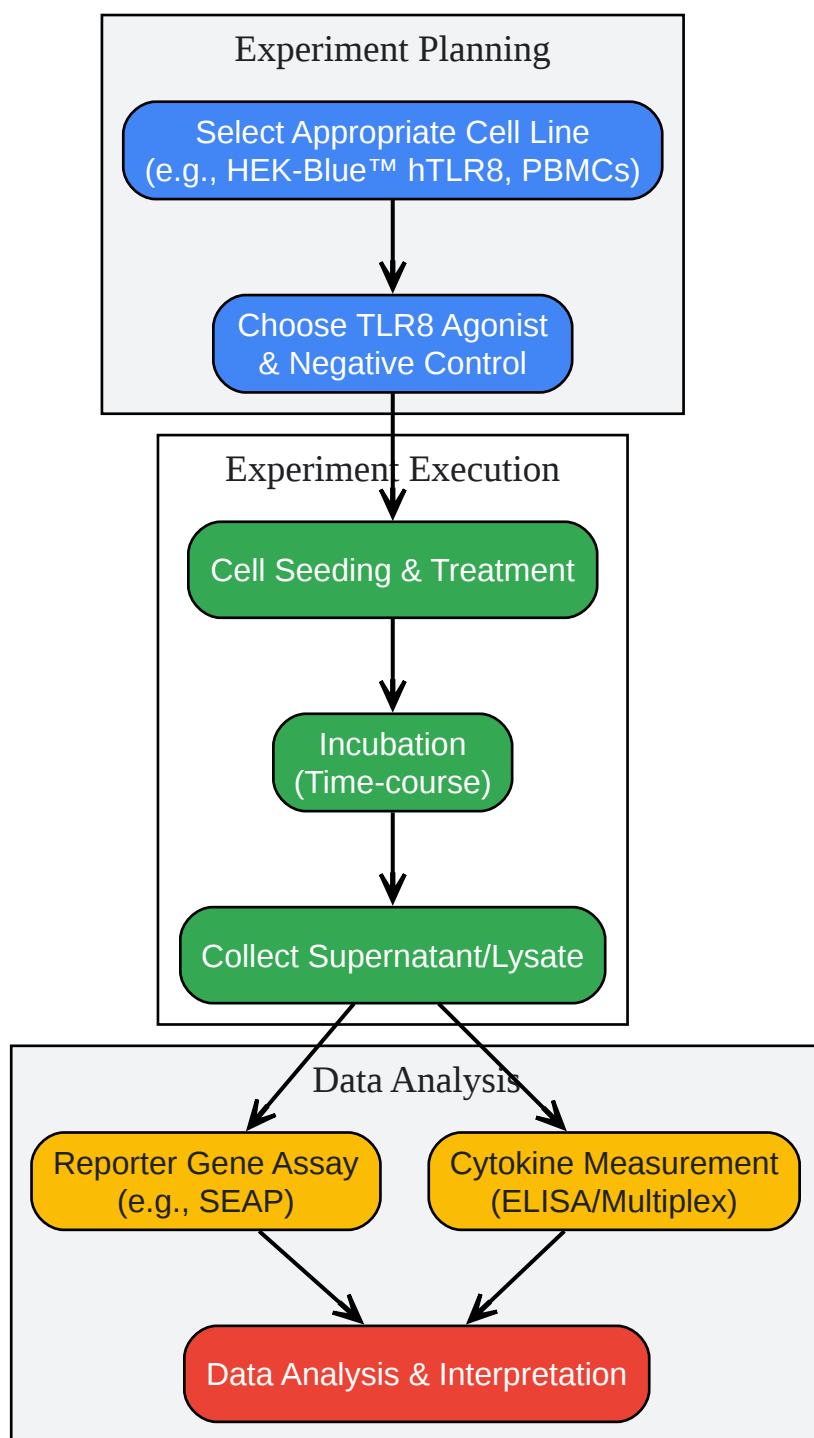 Experiment Planning
Select Appropriate Cell Line
(e.g., HEK-Blue™ hTLR8, PBMCs)
Choose TLR8 Agonist
& Negative Control
Experiment Execution
Cell Seeding & Treatment
Incubation
(Time-course)
Collect Supernatant/Lysate
Data Analysis
Reporter Gene Assay
(e.g., SEAP)
Cytokine Measurement
(ELISA/Multiplex)
Data Analysis & Interpretation